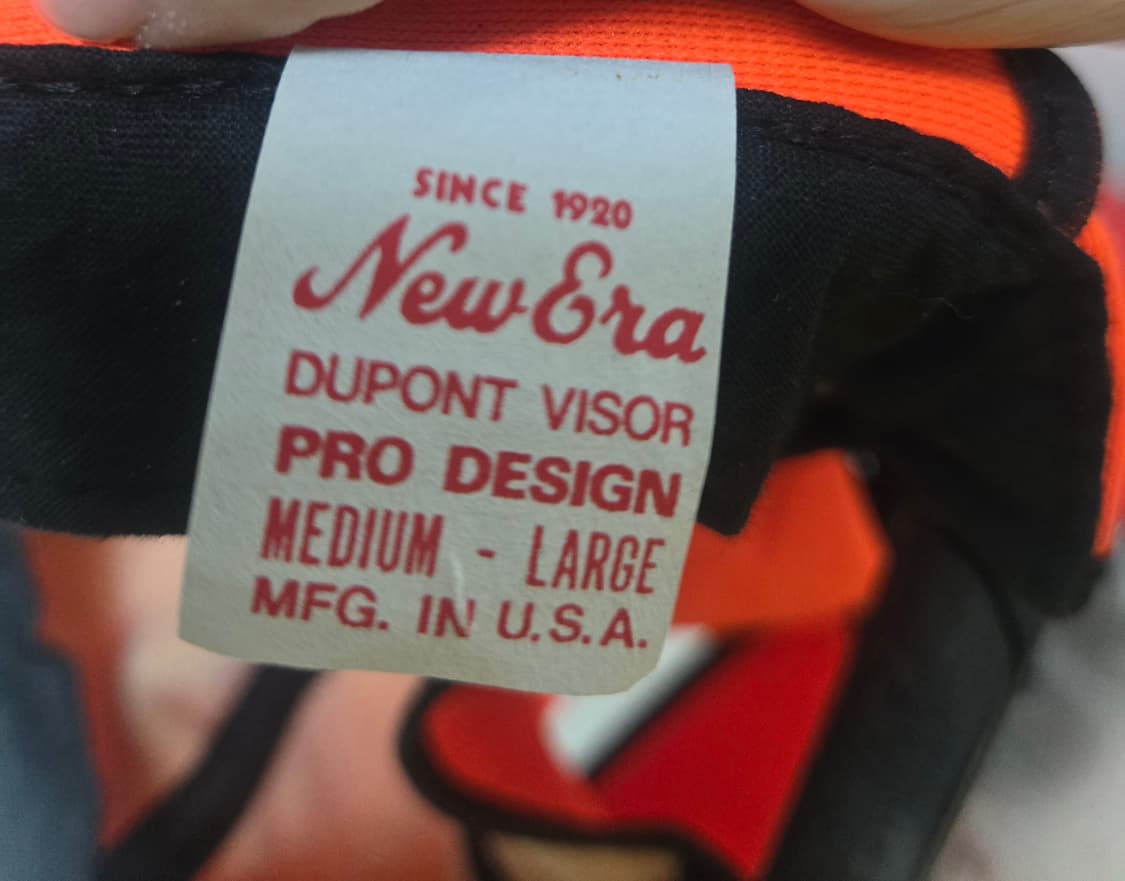 SINCE 1920
New Era
DUPONT VISOR
PRO DESIGN
MEDIUM - LARGE
MFG. IN U.S.A.